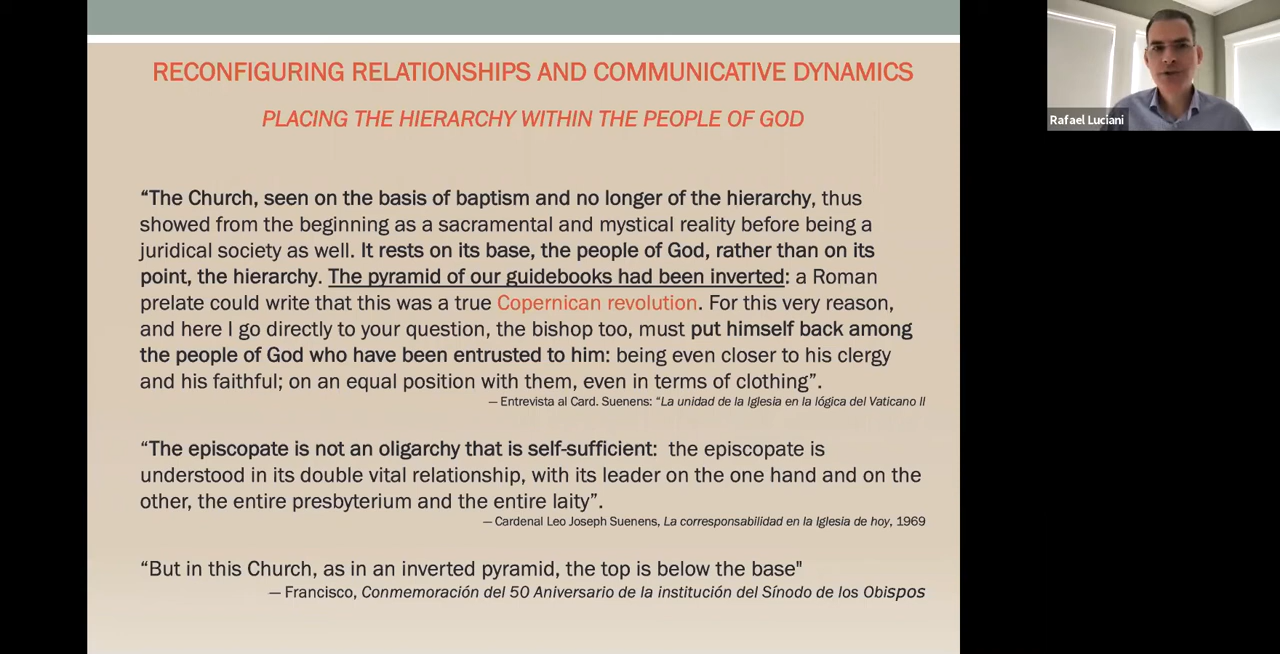 RECONFIGURING RELATIONSHIPS AND COMMUNICATIVE DYNAMICS
PLACING THE HIERARCHY WITHIN THE PEOPLE OF GOD
“The Church, seen on the basis of baptism and no longer of the hierarchy, thus
showed from the beginning as a sacramental and mystical reality before being a
juridical society as well. It rests on its base, the people of God, rather than on its
point, the hierarchy. The pyramid of our guidebooks had been inverted: a Roman
prelate could write that this was a true Copernican revolution. For this very reason,
and here I go directly to your question, the bishop too, must put himself back among
the people of God who have been entrusted to him: being even closer to his clergy
and his faithful; on an equal position with them, even in terms of clothing”.
— Entrevista al Card. Suenens: “La unidad de la Iglesia en la lógica del Vaticano II
“The episcopate is not an oligarchy that is self-sufficient: the episcopate is
understood in its double vital relationship, with its leader on the one hand and on the
other, the entire presbyterium and the entire laity”.
— Cardenal Leo Joseph Suenens, La corresponsabilidad en la Iglesia de hoy, 1969
“But in this Church, as in an inverted pyramid, the top is below the base"
— Francisco, Conmemoración del 50 Aniversario de la institución del Sínodo de los Obispos
Rafael Luciani